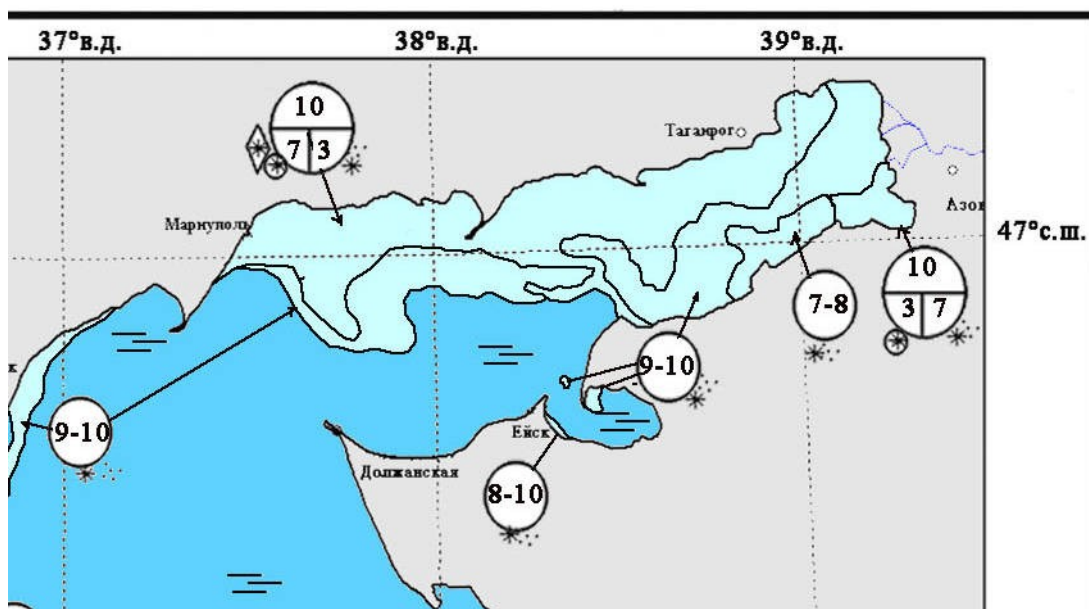 37°в.д. 38°в.д. 39°в.д.
10
7 3
Таганрог
Азов
Мариуполь
47°с.ш.
10
3 7
7-8
к
9-10
9-10
Ейск
Должанская
8-10